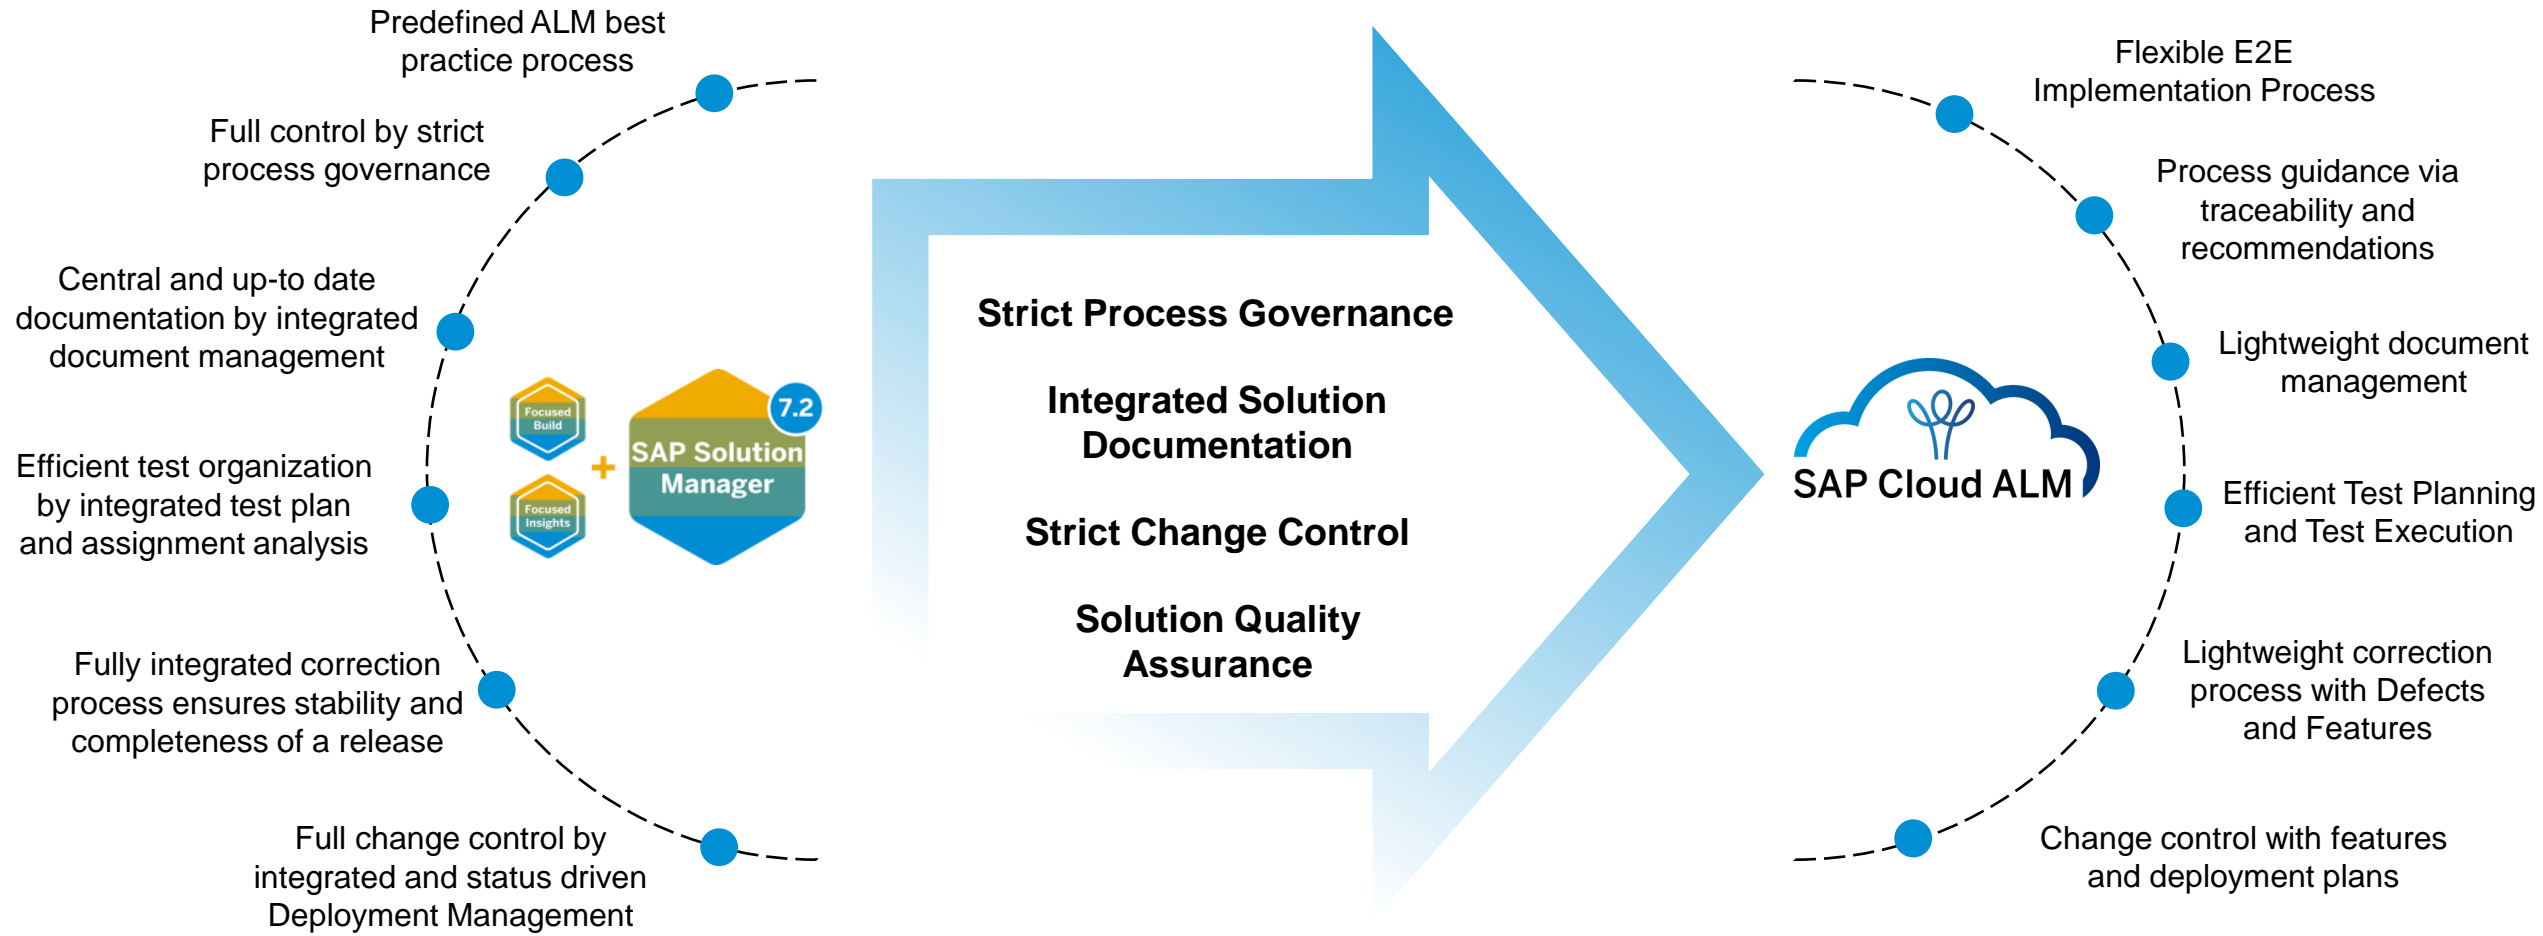 Predefined ALM best
practice process
Full control by strict
process governance
Central and up-to date
documentation by integrated
document management
Efficient test organization
by integrated test plan
and assignment analysis
Fully integrated correction
process ensures stability and
completeness of a release
Full change control by
integrated and status driven
Deployment Management
Focused
Build
Focused
Insights
+
7.2
SAP Solution
Manager
Strict Process Governance
Integrated Solution
Documentation
Strict Change Control
Solution Quality
Assurance
SAP Cloud ALM
Flexible E2E
Implementation Process
Process guidance via
traceability and
recommendations
Lightweight document
management
Efficient Test Planning
and Test Execution
Lightweight correction
process with Defects
and Features
Change control with features
and deployment plans